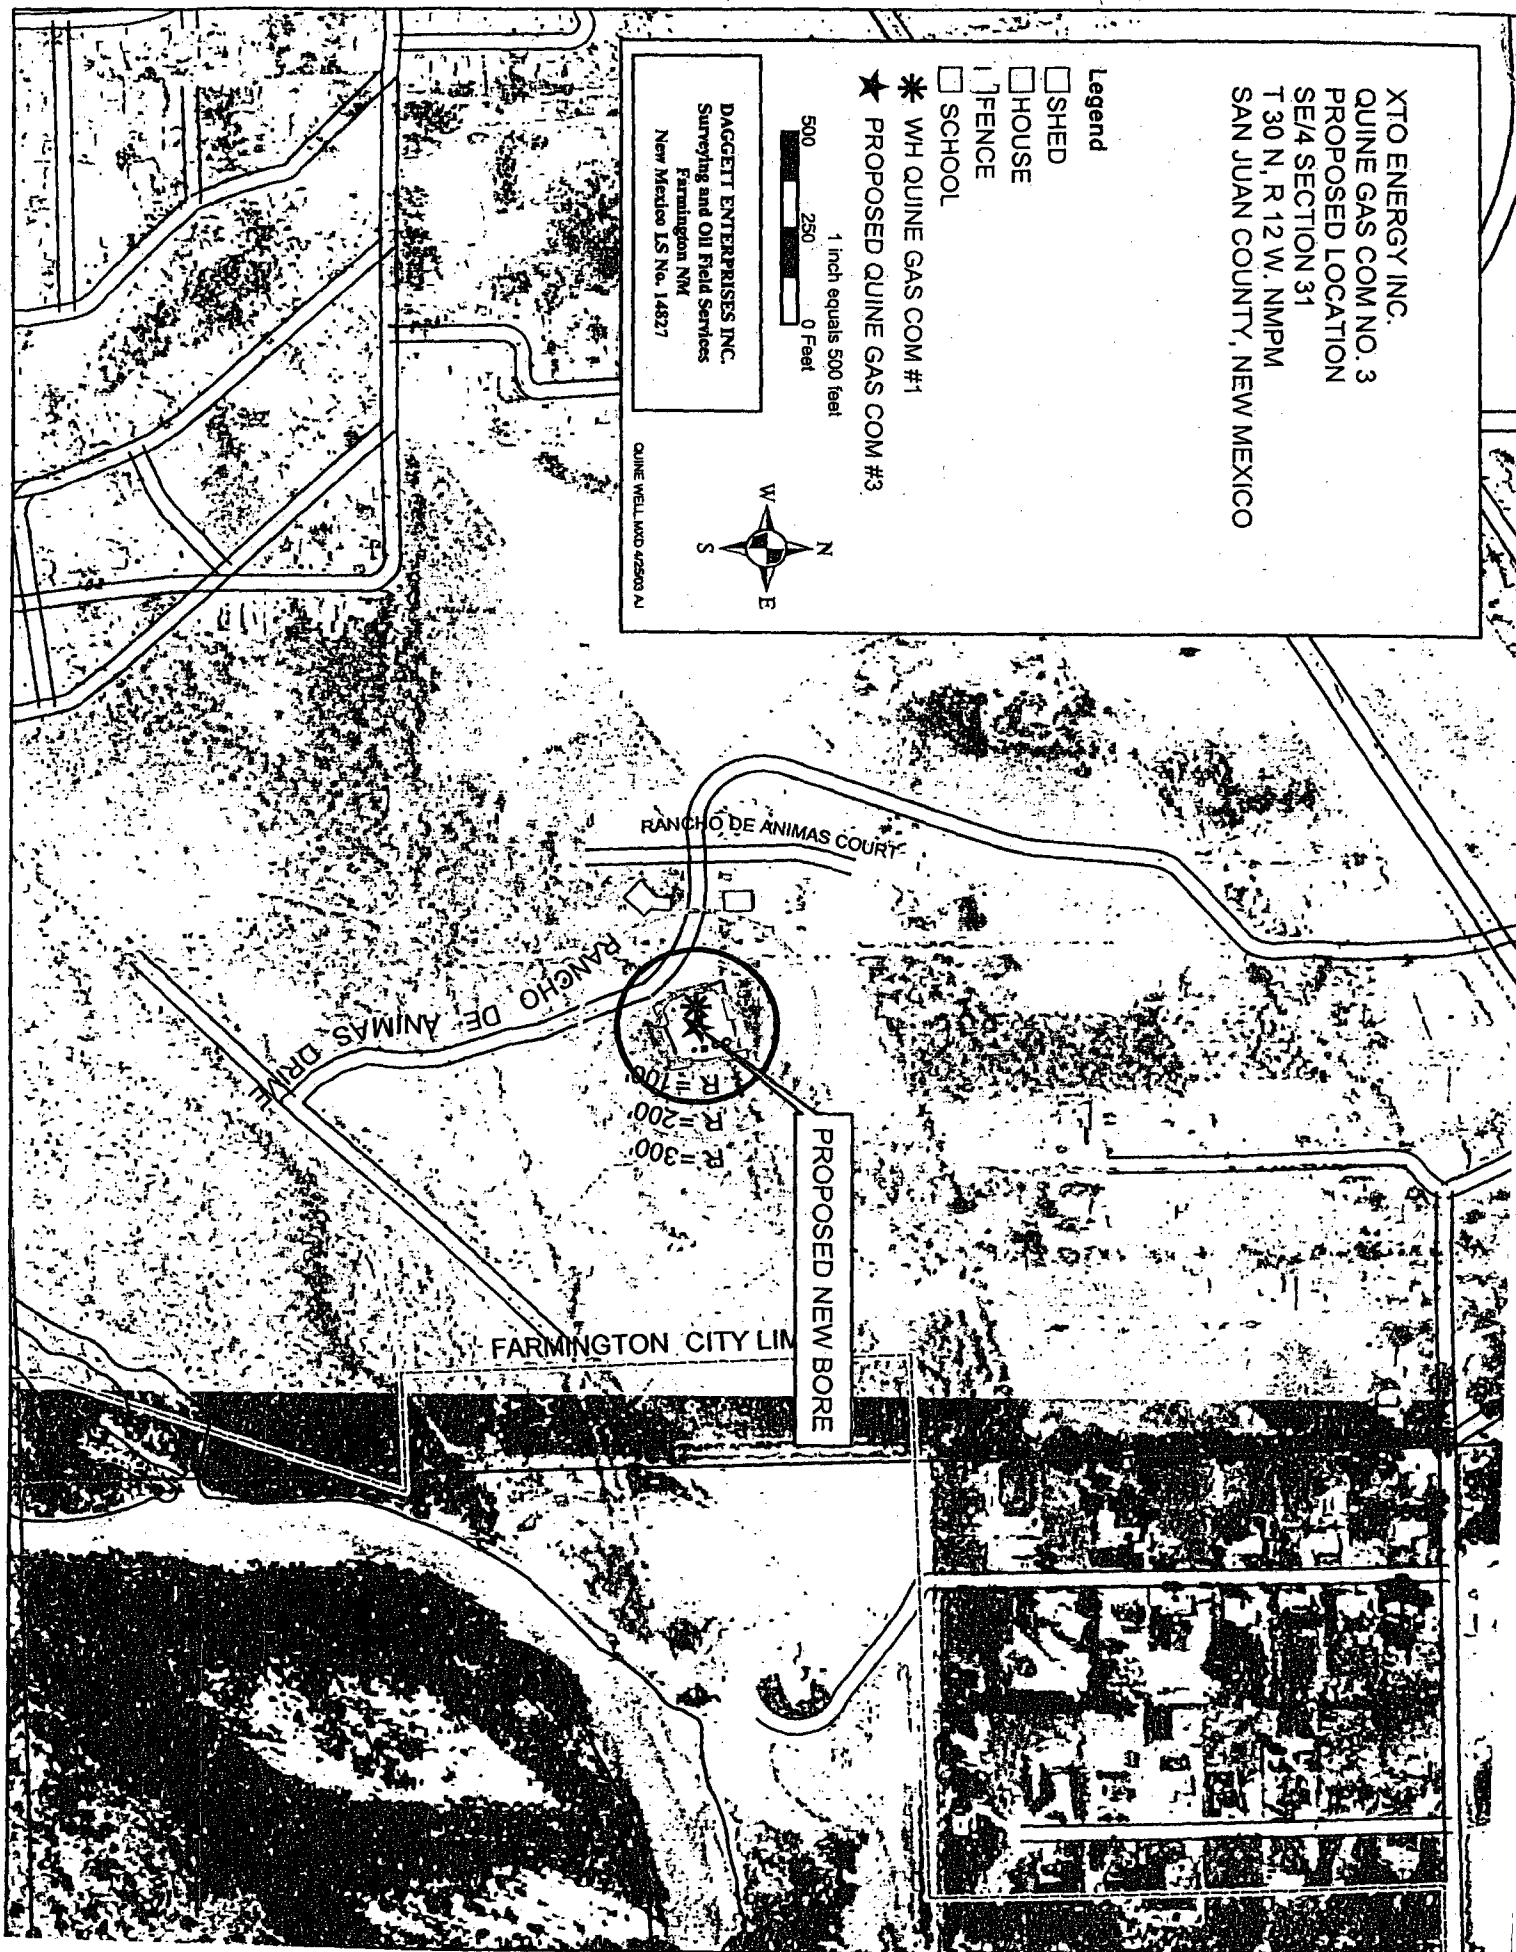 XTO ENERGY INC.
QUINE GAS COM NO. 3
PROPOSED LOCATION
SE/4 SECTION 31
T 30 N, R 12 W. NMPM
SAN JUAN COUNTY, NEW MEXICO
Legend
SHED
HOUSE
FENCE
SCHOOL
WH QUINE GAS COM #1
PROPOSED QUINE GAS COM #3
1 inch equals 500 feet
500 250 0 Feet
DAGGETT ENTERPRISES INC.
Surveying and Oil Field Services
Farmington NM
New Mexico LS No. 14827
N
W
E
S
QUINE WELL.MXD 4/25/03 AJ
RANCHO DE ANIMAS COURT
RANCHO DE ANIMAS DRIVE
R = 100'
R = 200'
R = 300'
PROPOSED NEW BORE
FARMINGTON CITY LIM